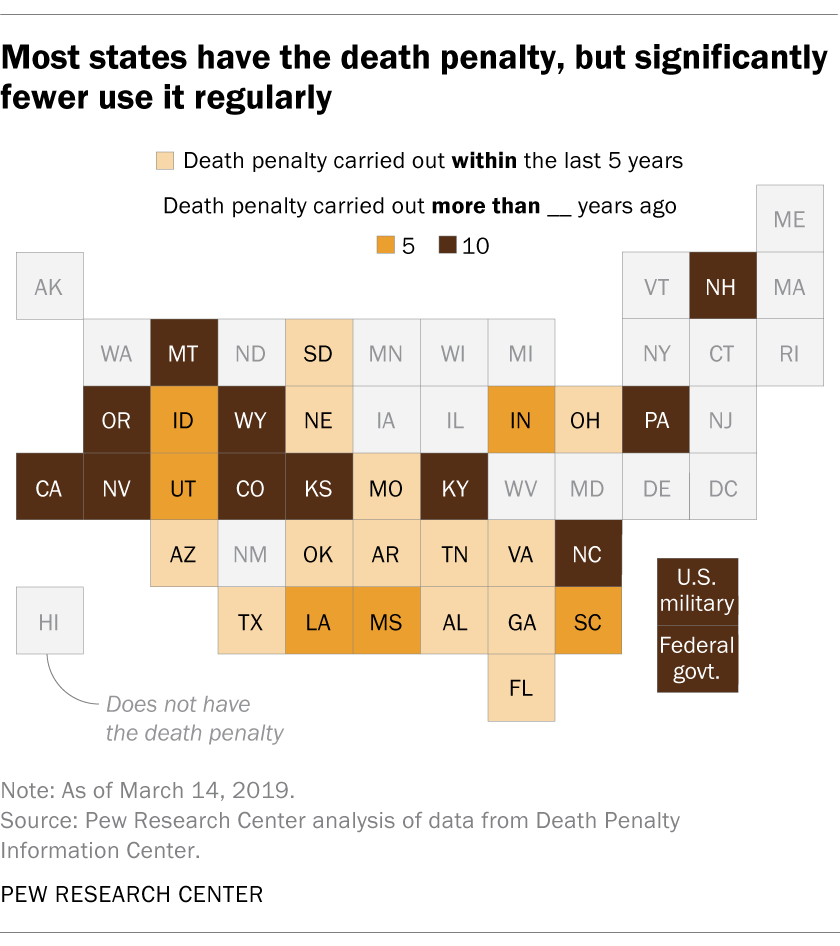 Most states have the death penalty, but significantly
fewer use it regularly
Death penalty carried out within the last 5 years
Death penalty carried out more than __ years ago
5 10
ME
AK VT NH MA
WA MT ND SD MN WI MI NY CT RI
OR ID WY NE IA IL IN OH PA NJ
CA NV UT CO KS MO KY WV MD DE DC
AZ NM OK AR TN VA NC
U.S.
military
HI TX LA MS AL GA SC
Federal
govt.
FL
Does not have
the death penalty
Note: As of March 14, 2019.
Source: Pew Research Center analysis of data from Death Penalty
Information Center.
PEW RESEARCH CENTER